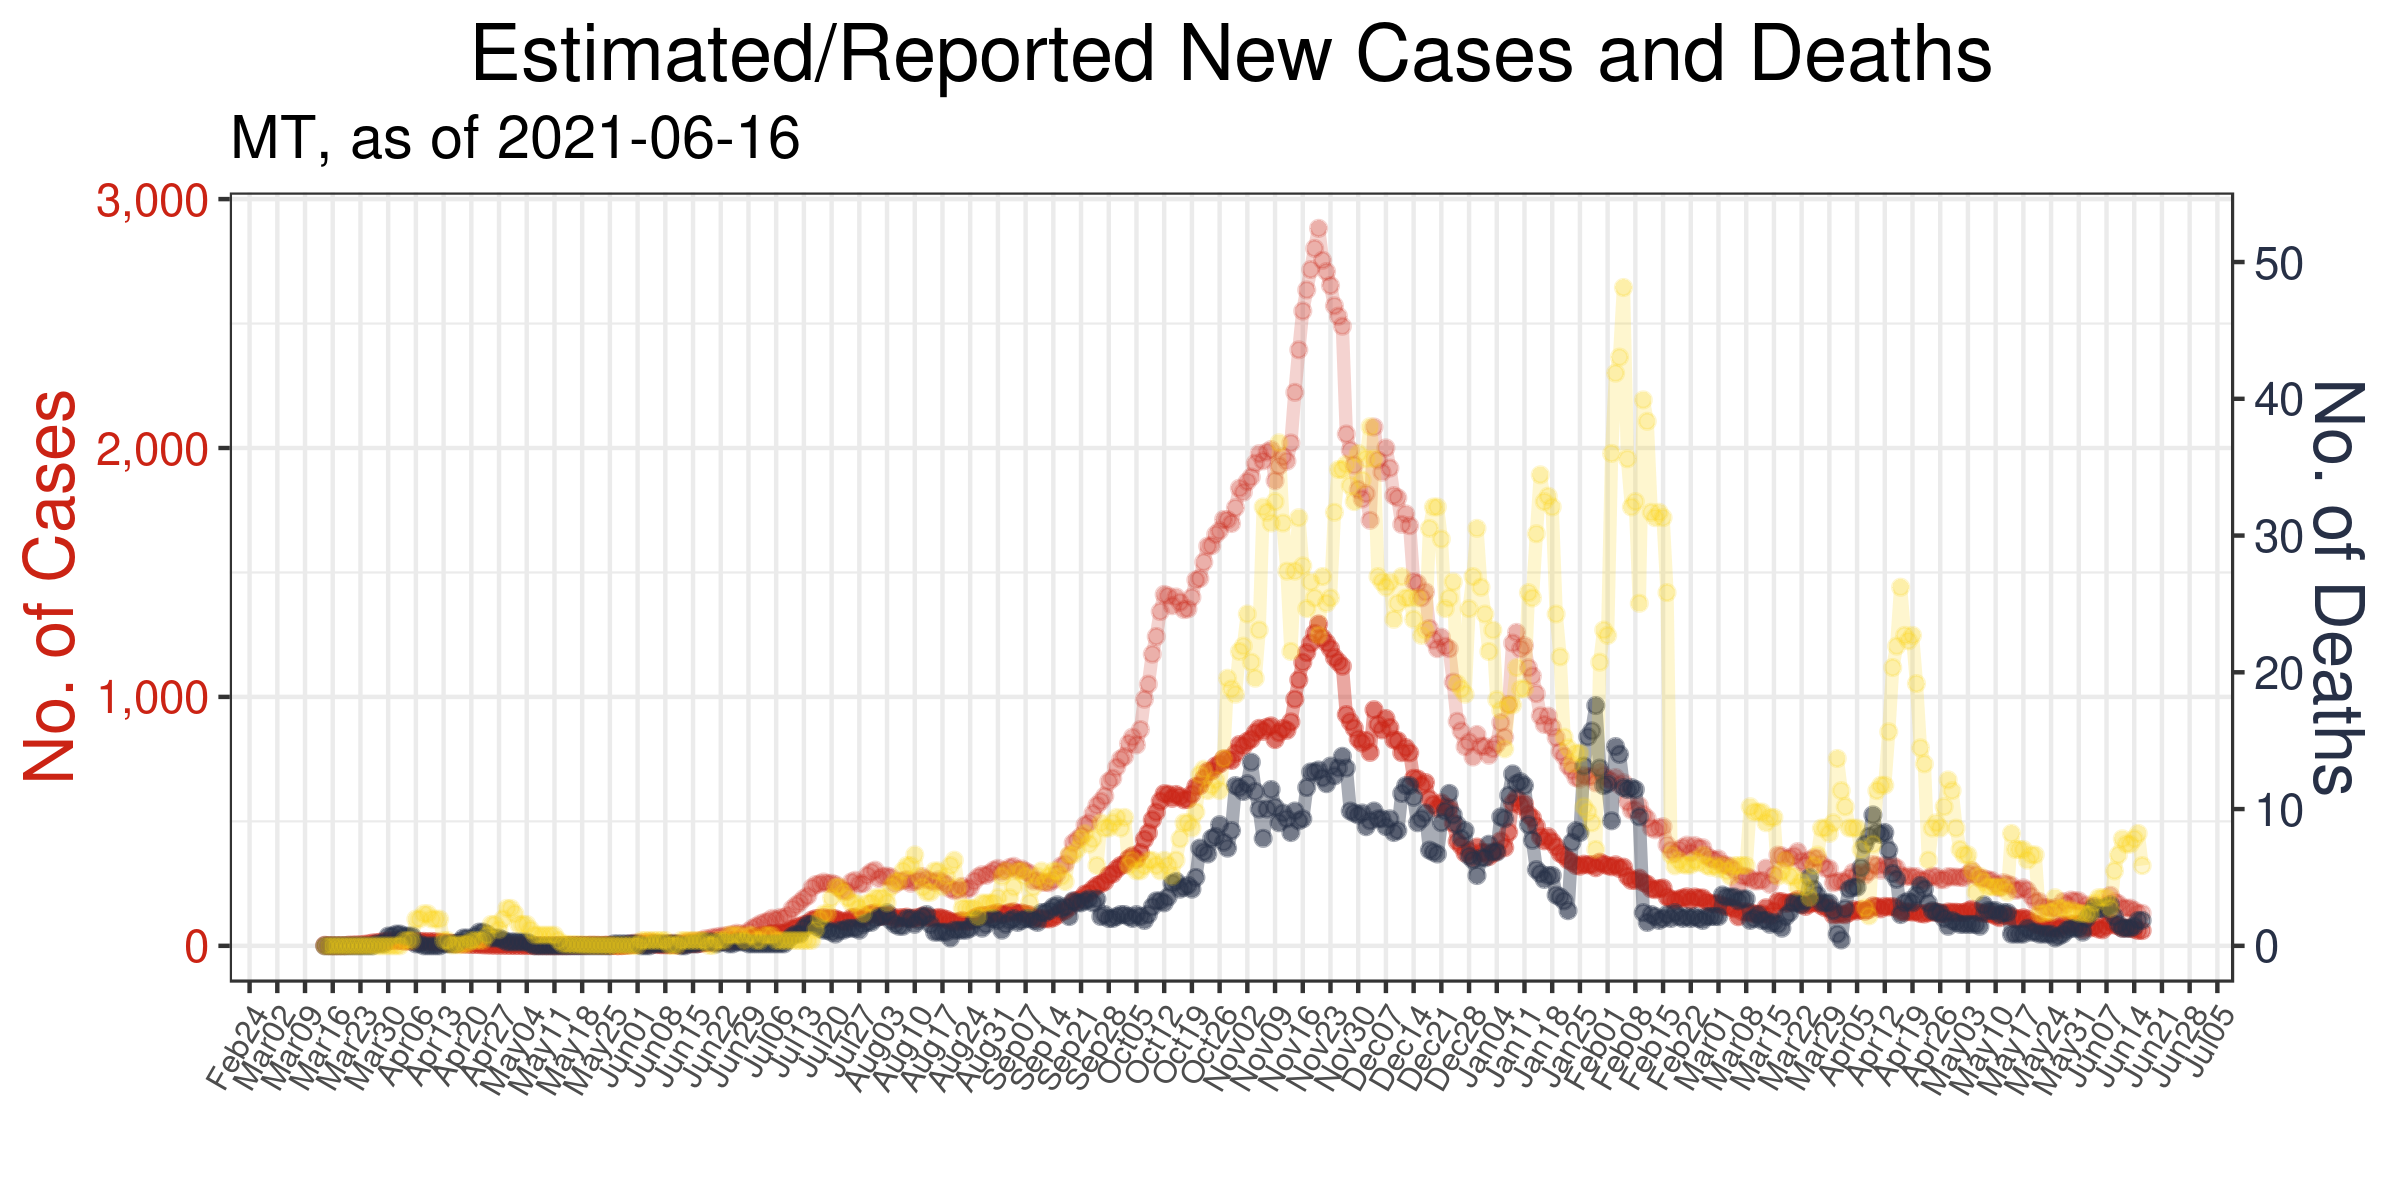 Estimated/Reported New Cases and Deaths
MT, as of 2021-06-16
3,000
2,000
1,000
0
No. of Cases
50
40
30
20
10
0
No. of Deaths
Feb24
Mar02
Mar09
Mar16
Mar23
Mar30
Apr06
Apr13
Apr20
Apr27
May04
May11
May18
May25
Jun01
Jun08
Jun15
Jun22
Jun29
Jul06
Jul13
Jul20
Jul27
Aug03
Aug10
Aug17
Aug24
Aug31
Sep07
Sep14
Sep21
Sep28
Oct05
Oct12
Oct19
Oct26
Nov02
Nov09
Nov16
Nov23
Nov30
Dec07
Dec14
Dec21
Dec28
Jan04
Jan11
Jan18
Jan25
Feb01
Feb08
Feb15
Feb22
Mar01
Mar08
Mar15
Mar22
Mar29
Apr05
Apr12
Apr19
Apr26
May03
May10
May17
May24
May31
Jun07
Jun14
Jun21
Jun28
Jul05